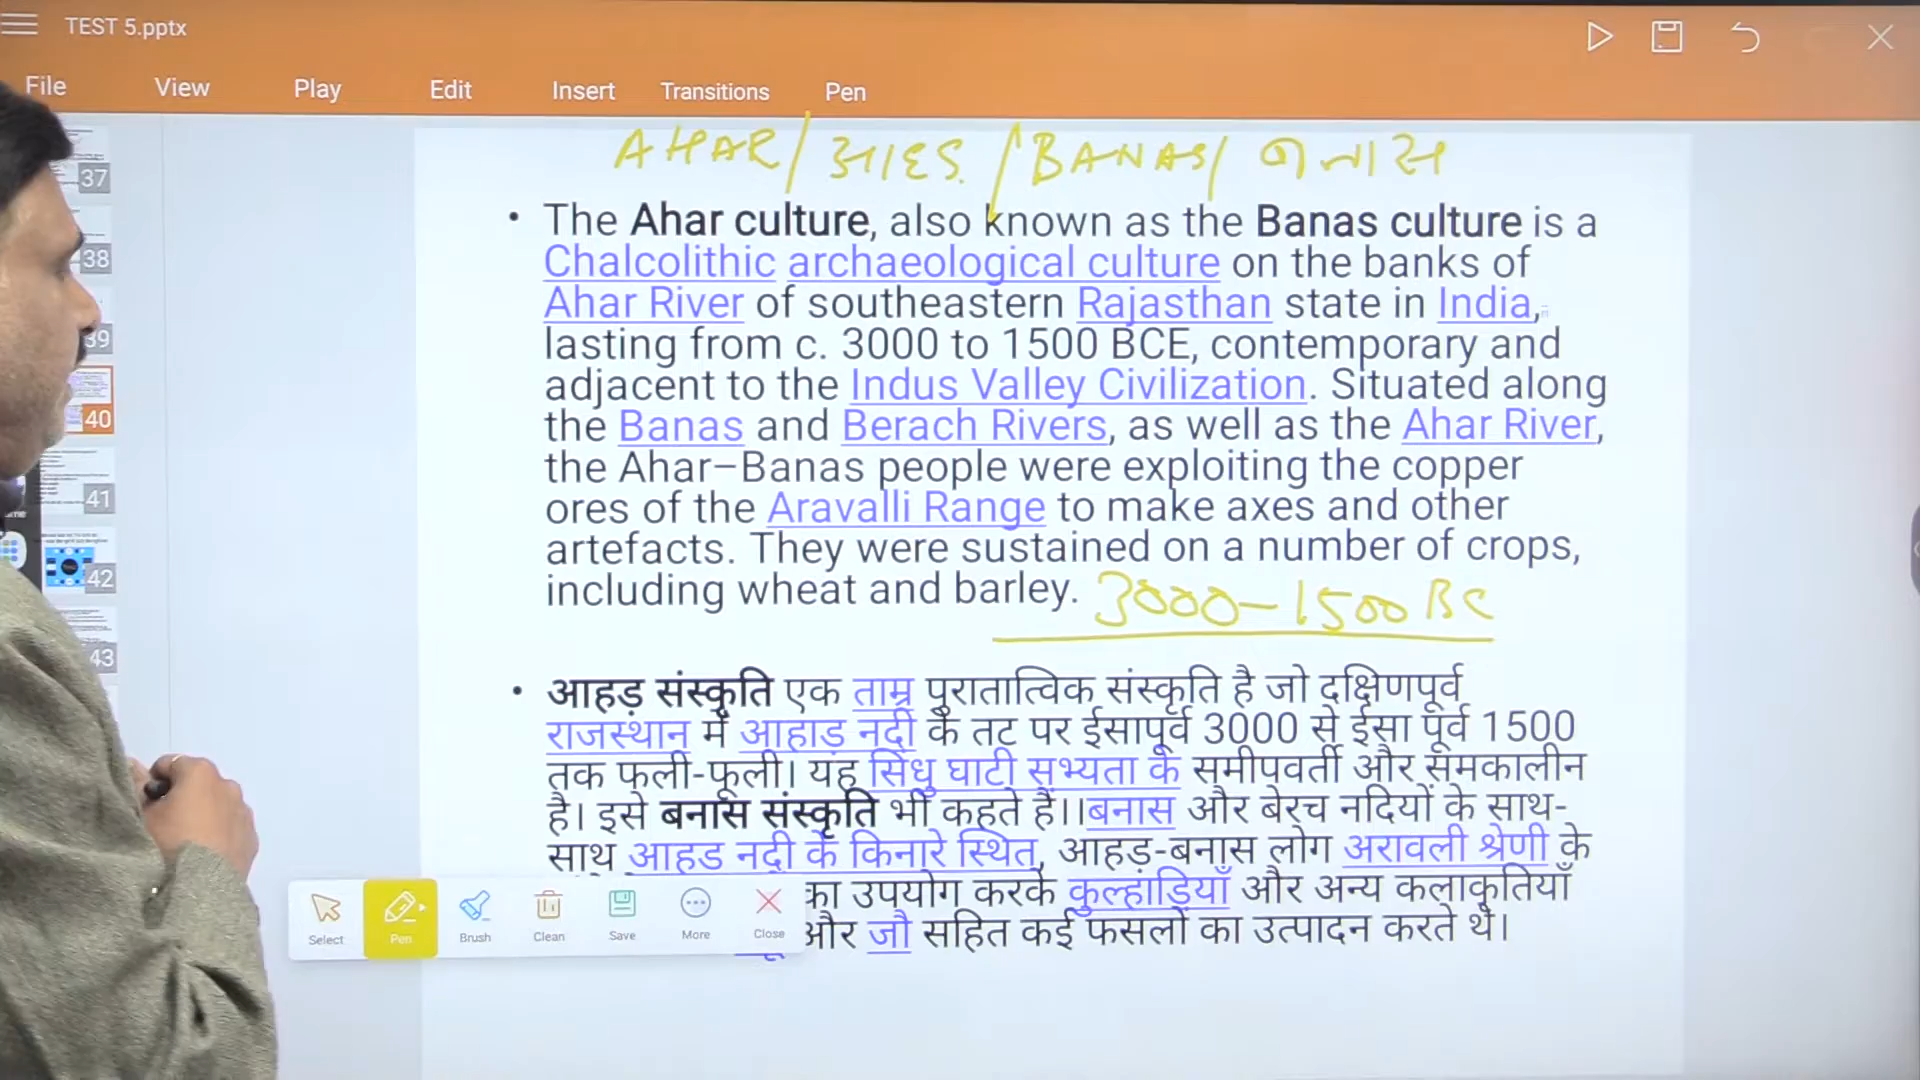 TEST 5.pptx
File View Play Edit Insert Transitions Pen
AHAR/आहड़/BANAS/बनास
37
38
39
40
41
42
43
• The Ahar culture, also known as the Banas culture is a
Chalcolithic archaeological culture on the banks of
Ahar River of southeastern Rajasthan state in India,
lasting from c. 3000 to 1500 BCE, contemporary and
adjacent to the Indus Valley Civilization. Situated along
the Banas and Berach Rivers, as well as the Ahar River,
the Ahar–Banas people were exploiting the copper
ores of the Aravalli Range to make axes and other
artefacts. They were sustained on a number of crops,
including wheat and barley. 3000-1500 BC
• आहड़ संस्कृति एक ताम्र पुरातात्विक संस्कृति है जो दक्षिणपूर्व
राजस्थान में आहाड़ नदी के तट पर ईसापूर्व 3000 से ईसा पूर्व 1500
तक फली-फूली। यह सिंधु घाटी सभ्यता के समीपवर्ती और समकालीन
है। इसे बनास संस्कृति भी कहते हैं।।बनास और बेरच नदियों के साथ-
साथ आहड नदी के किनारे स्थित, आहड़-बनास लोग अरावली श्रेणी के
का उपयोग करके कुल्हाड़ियाँ और अन्य कलाकृतियाँ
और जौ सहित कई फसलों का उत्पादन करते थे।
Select Pen Brush Clean Save More Close